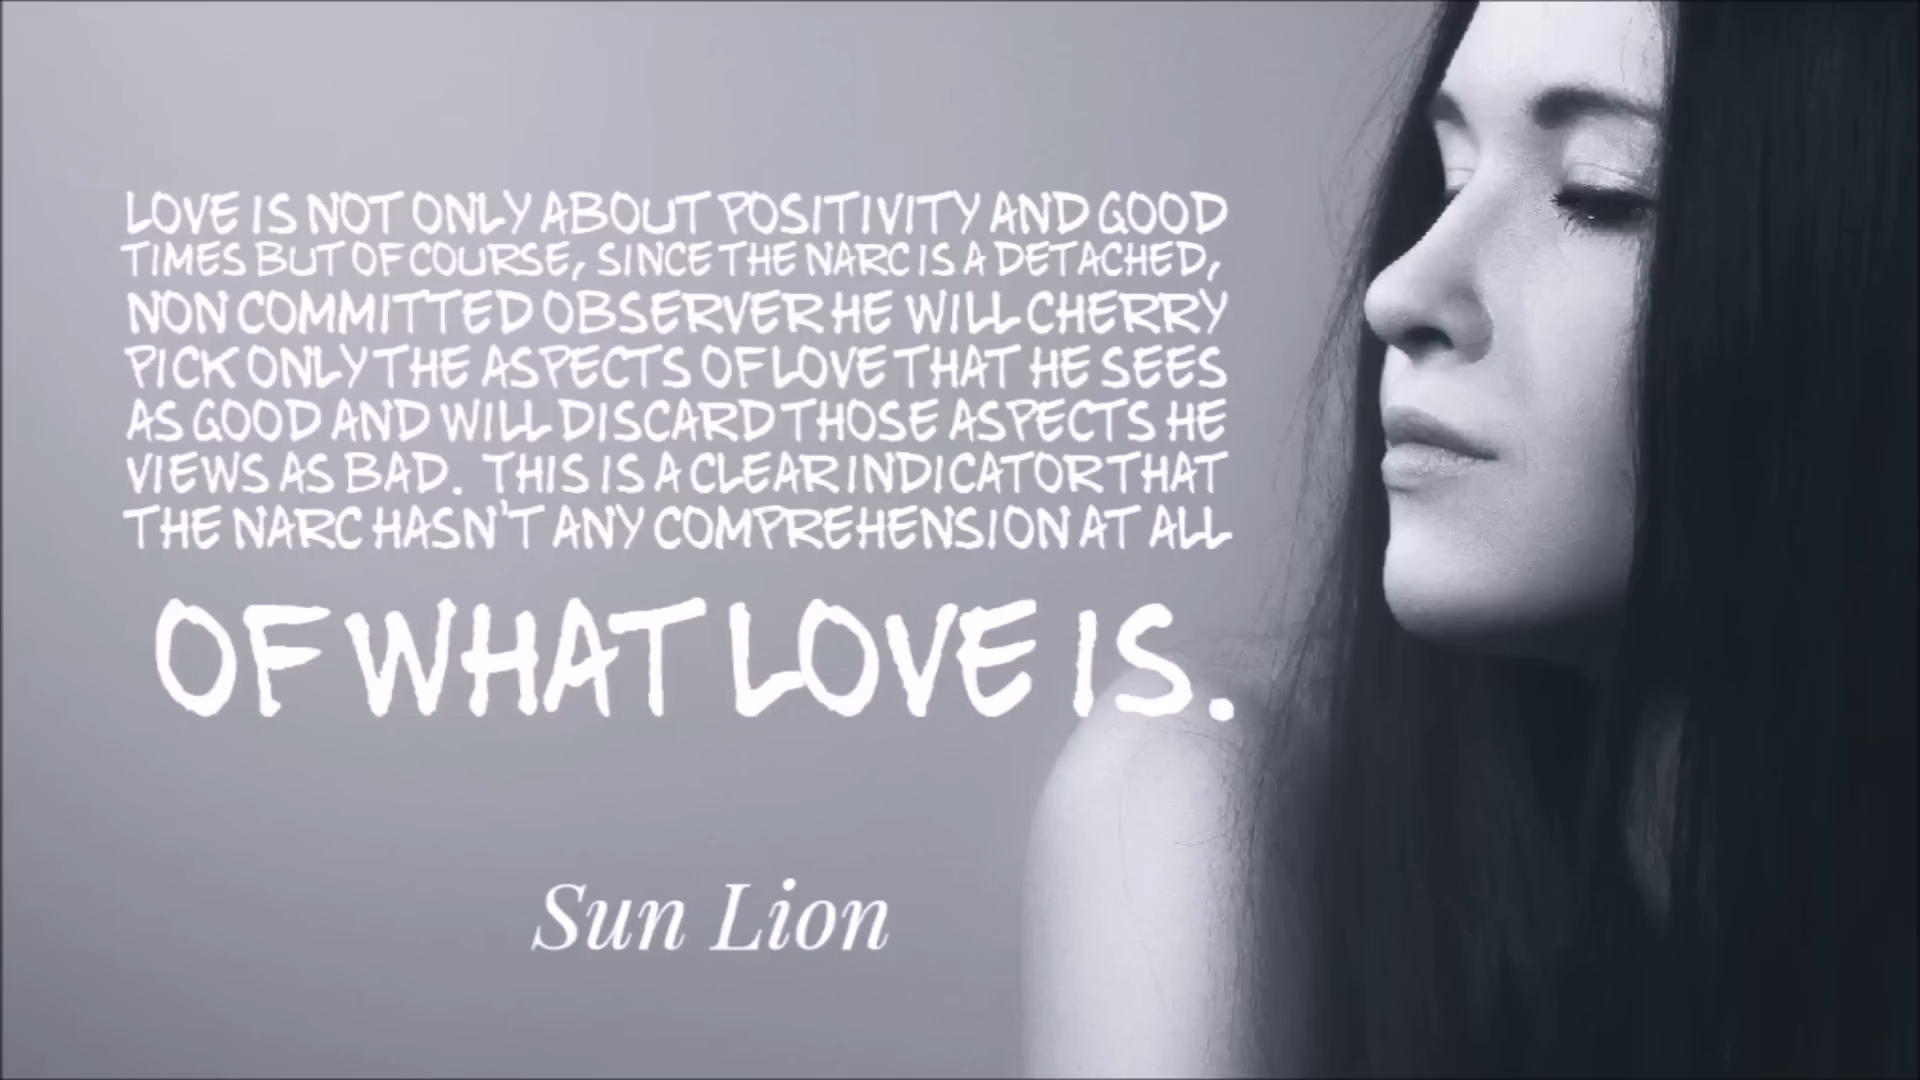 LOVE IS NOT ONLY ABOUT POSITIVITY AND GOOD
TIMES BUT OF COURSE, SINCE THE NARC IS A DETACHED,
NON COMMITTED OBSERVER HE WILL CHERRY
PICK ONLY THE ASPECTS OF LOVE THAT HE SEES
AS GOOD AND WILL DISCARD THOSE ASPECTS HE
VIEWS AS BAD. THIS IS A CLEAR INDICATOR THAT
THE NARC HASN'T ANY COMPREHENSION AT ALL
OF WHAT LOVE IS.
Sun Lion